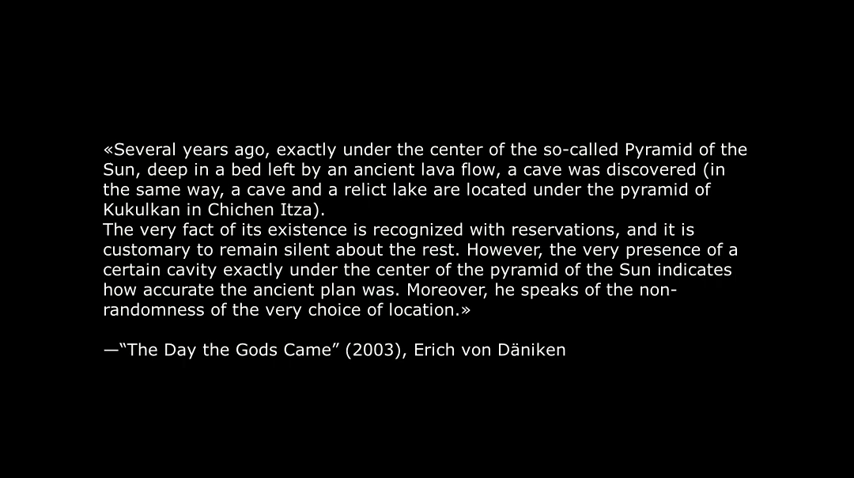 «Several years ago, exactly under the center of the so-called Pyramid of the
Sun, deep in a bed left by an ancient lava flow, a cave was discovered (in
the same way, a cave and a relict lake are located under the pyramid of
Kukulkan in Chichen Itza).
The very fact of its existence is recognized with reservations, and it is
customary to remain silent about the rest. However, the very presence of a
certain cavity exactly under the center of the pyramid of the Sun indicates
how accurate the ancient plan was. Moreover, he speaks of the non-
randomness of the very choice of location.»
—“The Day the Gods Came” (2003), Erich von Däniken